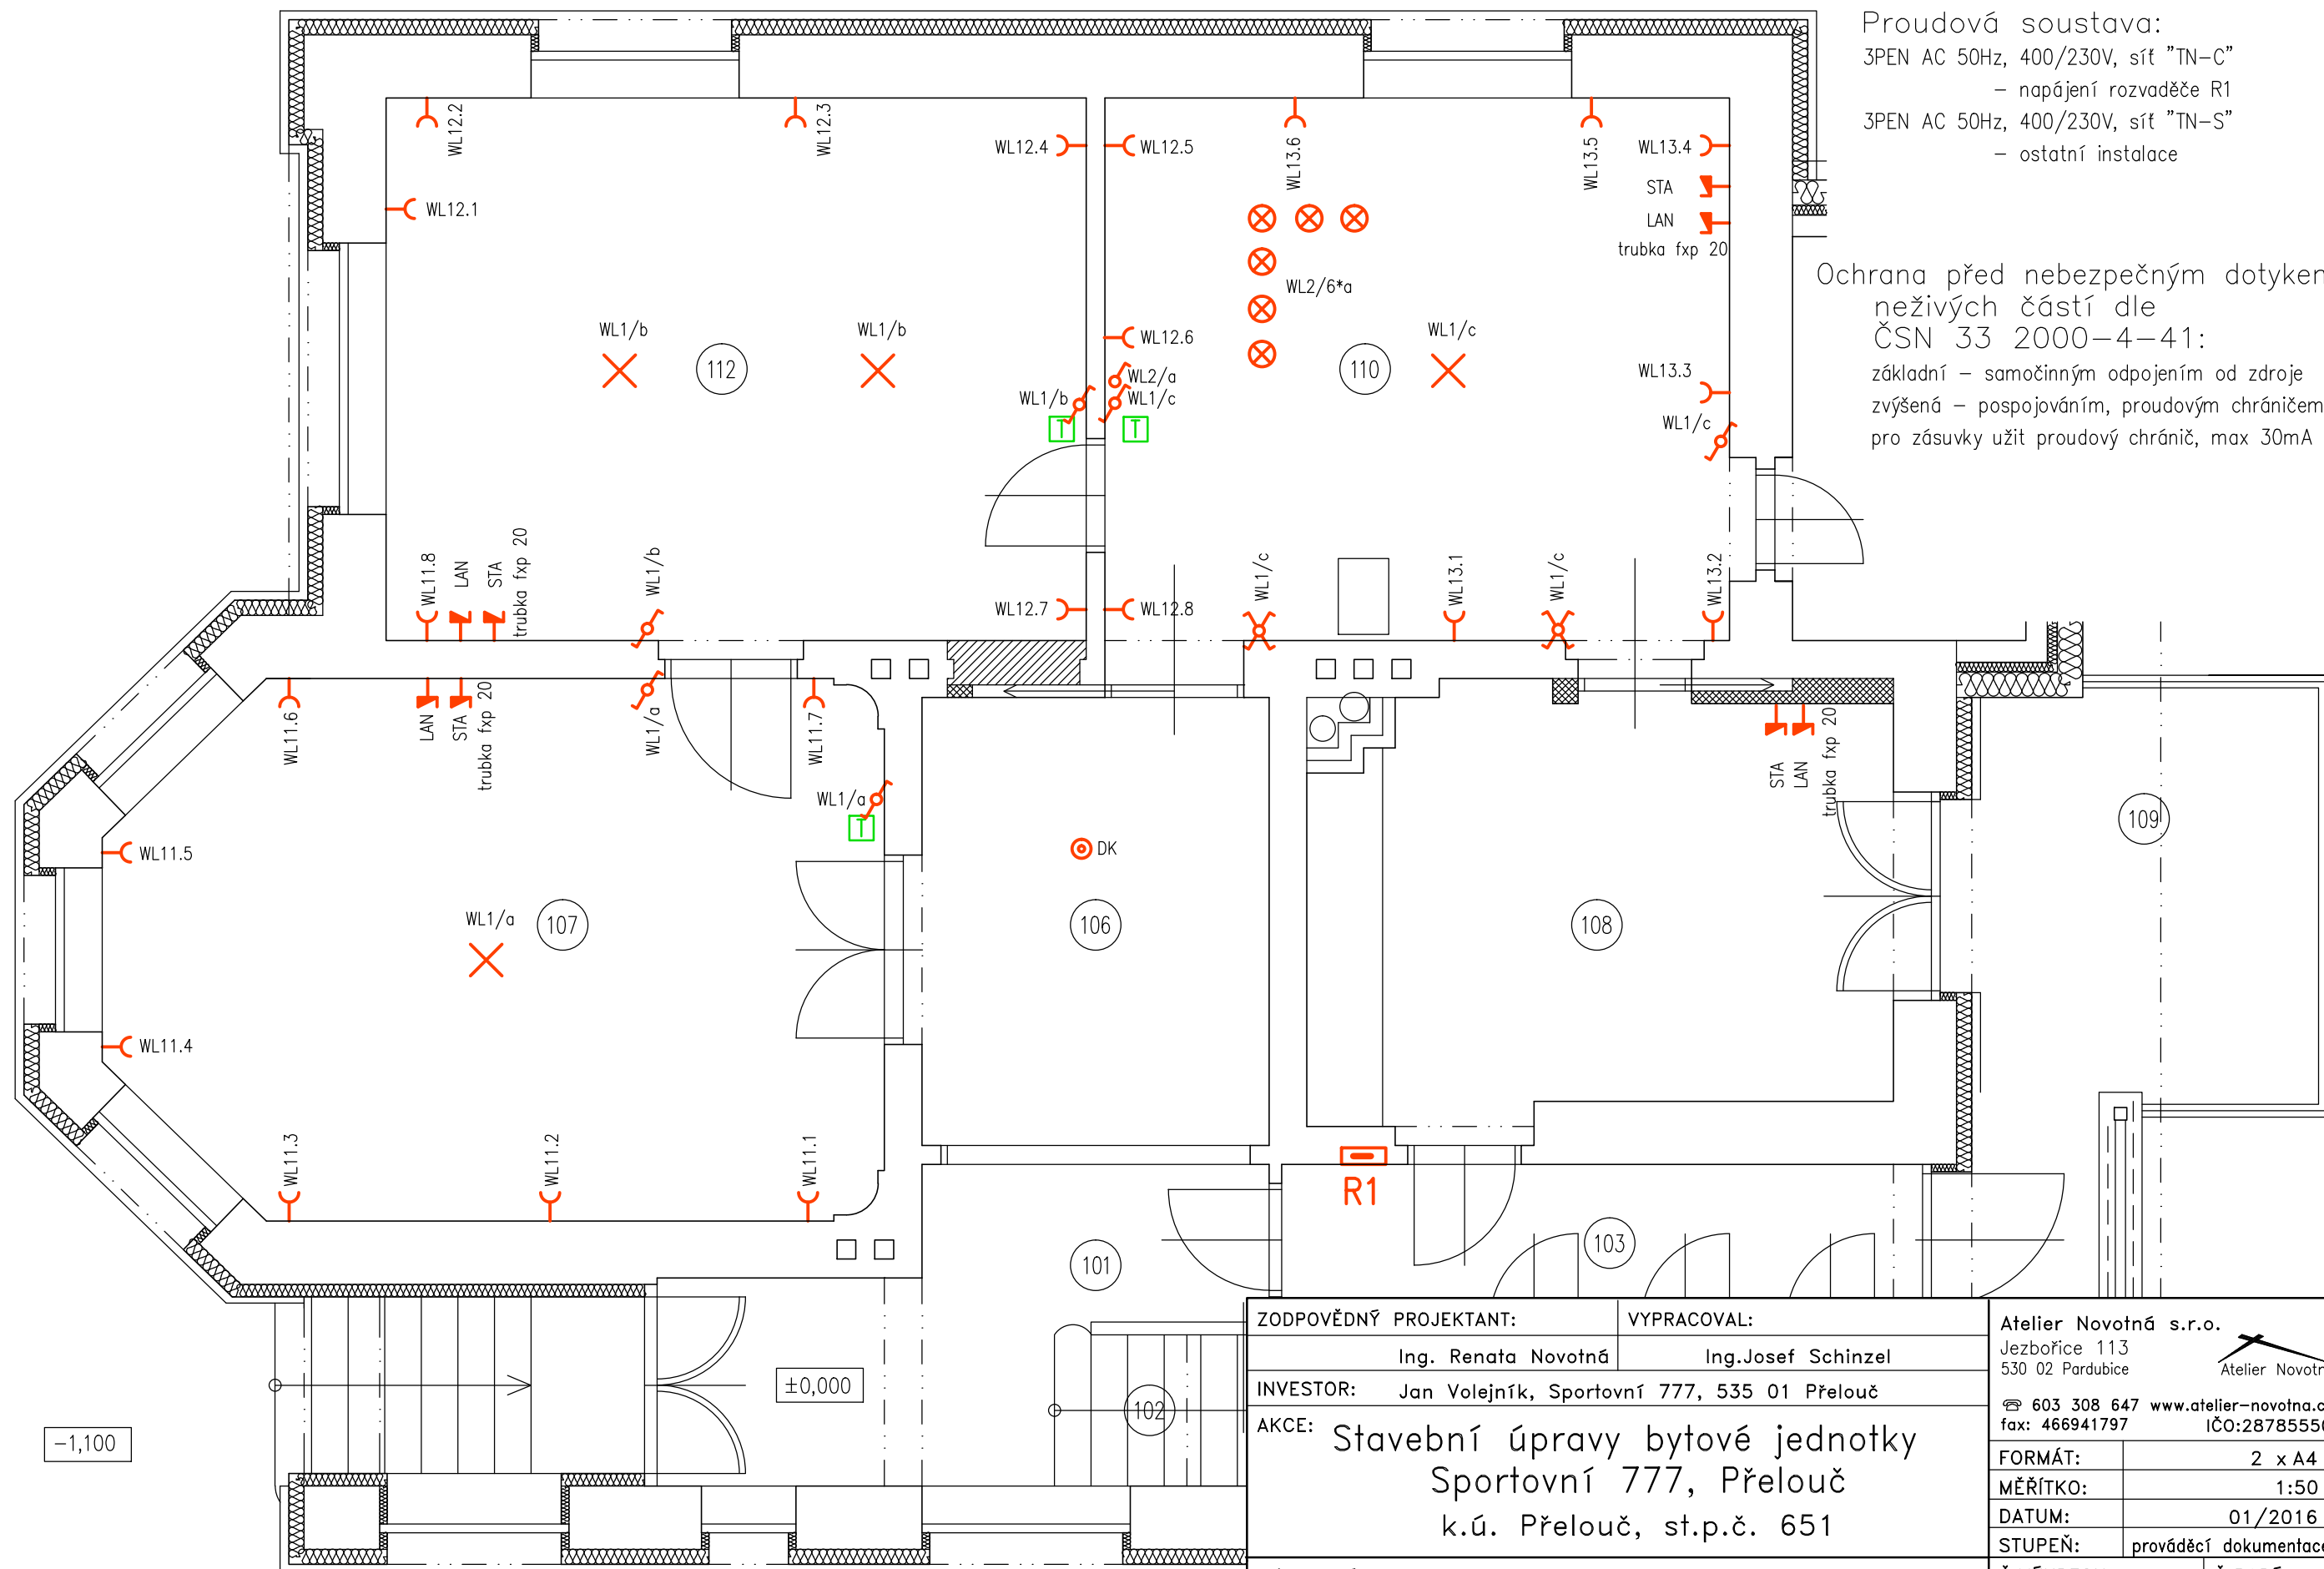 Proudová soustava:
3PEN AC 50Hz, 400/230V, síť "TN-C"
- napájení rozvaděče R1
3PEN AC 50Hz, 400/230V, síť "TN-S"
- ostatní instalace
Ochrana před nebezpečným
neživých částí dle
ČSN 33 2000-4-41:
základní - samočinným odpojením od zdroje
zvýšená - pospojováním, proudovým chráničem
pro zásuvky užit proudový chránič, max 30mA
WL12.2
WL12.3
WL12.4
WL12.5
WL13.6
WL13.5
WL13.4
STA
LAN
trubka fxp 20
WL12.1
WL2/6*a
WL1/b
WL1/b
WL12.6
WL1/c
112
110
WL13.3
WL2/a
WL1/b
WL1/c
T
T
WL1/c
WL11.8
LAN
STA
trubka fxp 20
WL1/b
WL12.7
WL12.8
WL1/c
WL13.1
WL1/c
WL13.2
WL11.6
LAN
STA
trubka fxp 20
WL1/a
WL11.7
STA
LAN
trubka fxp 20
WL1/a
T
109
WL11.5
DK
WL1/a
107
106
108
WL11.4
WL11.3
WL11.2
WL11.1
R1
101
103
102
±0,000
-1,100
ZODPOVĚDNÝ PROJEKTANT:
VYPRACOVAL:
Ing. Renata Novotná
Ing.Josef Schinzel
INVESTOR: Jan Volejník, Sportovní 777, 535 01 Přelouč
AKCE:
Stavební úpravy bytové jednotky
Sportovní 777, Přelouč
k.ú. Přelouč, st.p.č. 651
Atelier Novotná s.r.o.
Jezbořice 113
530 02 Pardubice
Atelier
☏ 603 308 647
fax: 466941797
FORMÁT: 2 x A4
MĚŘÍTKO: 1:50
DATUM: 01/2016
STUPEŇ: prováděcí dokumentace